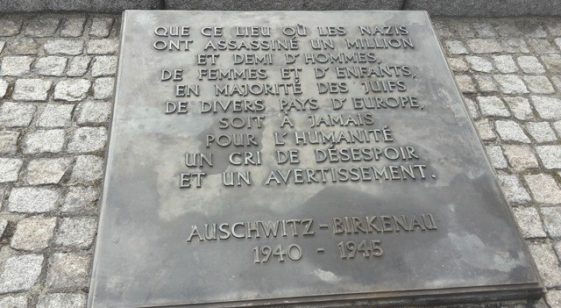 QUE CE LIEU OÙ LES NAZIS
ONT ASSASSINÉ UN MILLION
ET DEMI D'HOMMES,
DE FEMMES ET D'ENFANTS,
EN MAJORITÉ DES JUIFS
DE DIVERS PAYS D'EUROPE,
SOIT À JAMAIS
POUR L'HUMANITÉ
UN CRI DE DÉSESPOIR
ET UN AVERTISSEMENT.
AUSCHWITZ - BIRKENAU
1940 - 1945